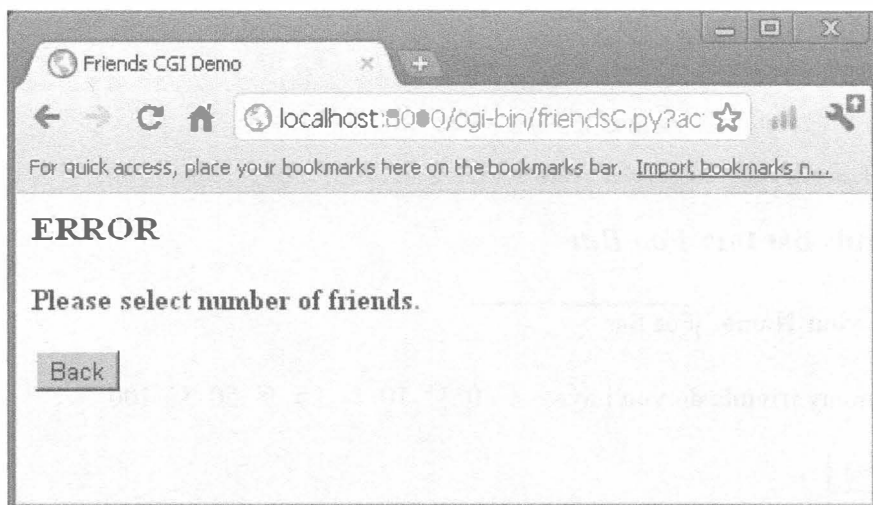 Friends CGI Demo
localhost:8000/cgi-bin/friendsC.py?ac
For quick access, place your bookmarks here on the bookmarks bar. Import bookmarks n...
ERROR
Please select number of friends.
Back